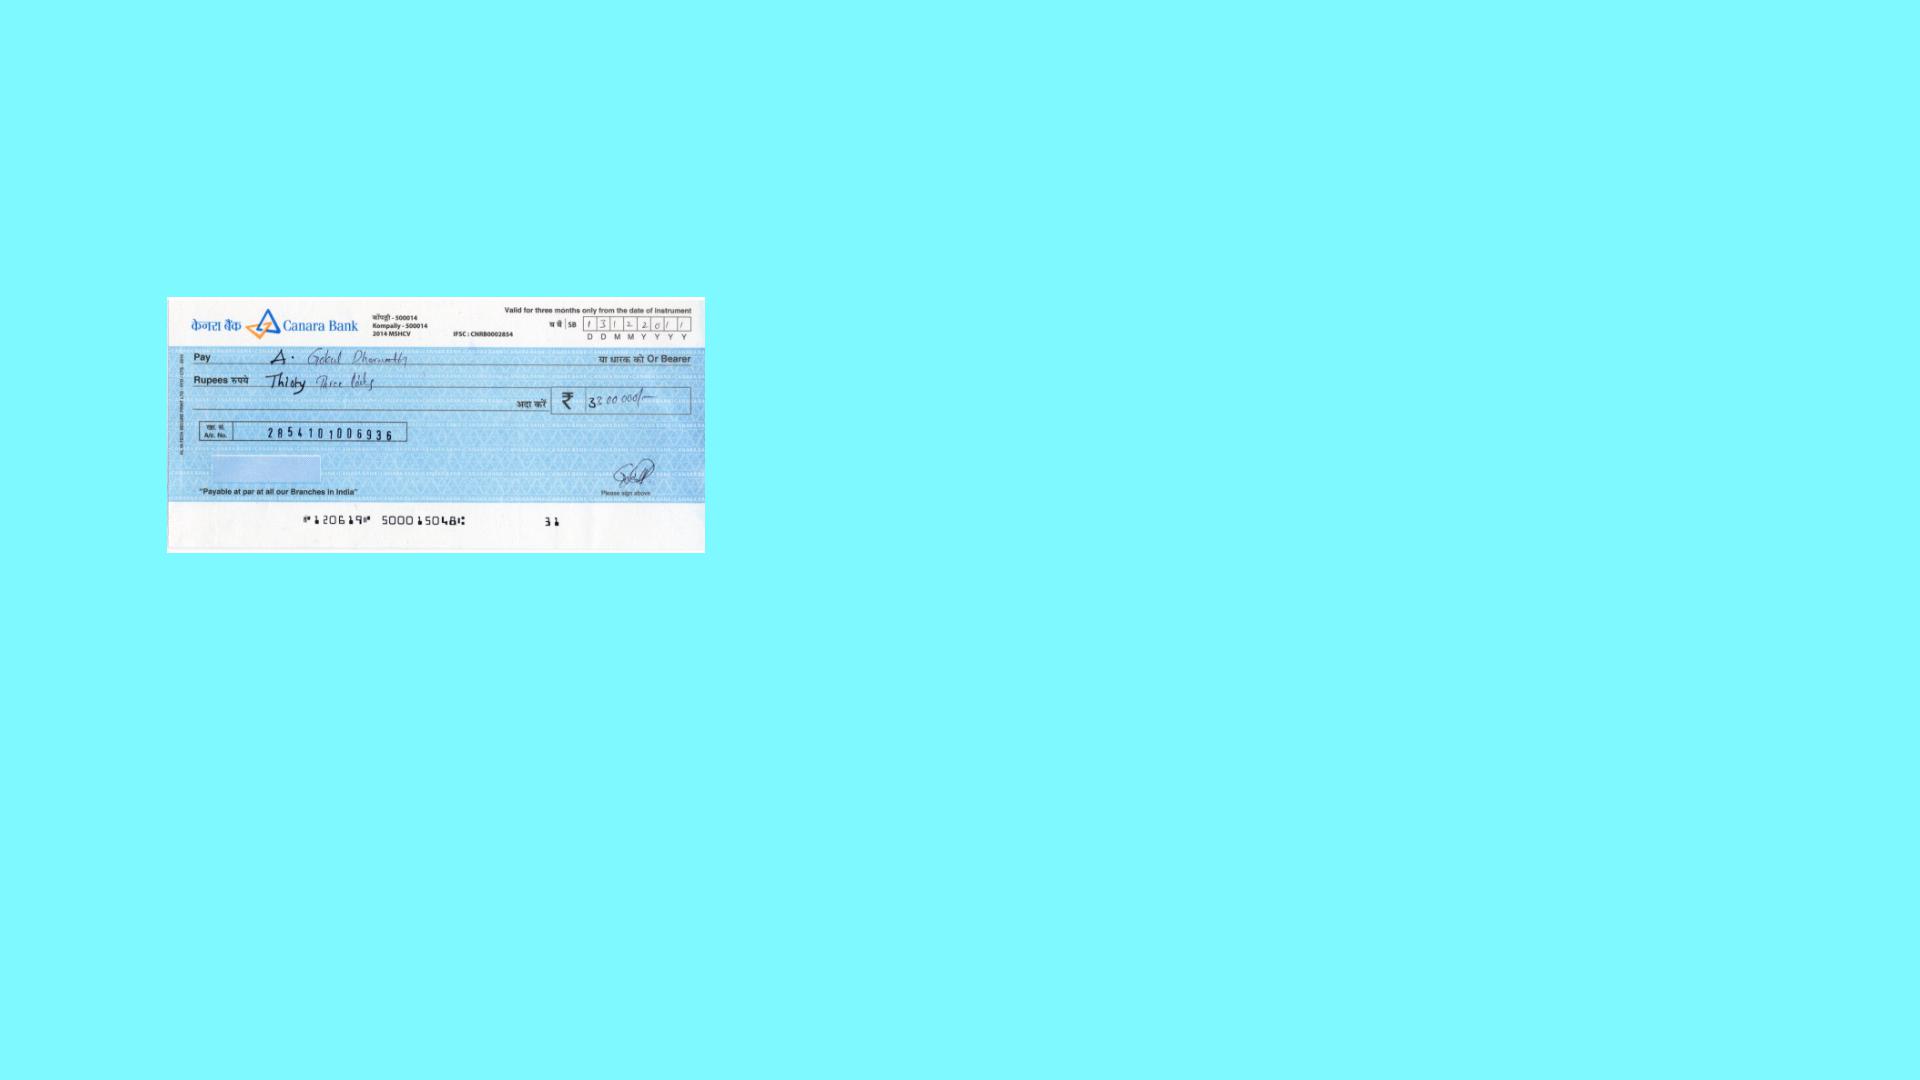 Valid for three months only from the date of instrument
केनरा बैंक Canara Bank
कोंपल्ली - 500014
Kompally - 500014
2014 MSHCV
IFSC : CNRB0002854
ब बैं SB 1 3 1 2 2 0 1 1
D D M M Y Y Y Y
Pay A. Gokul या धारक को Or Bearer
Rupees रुपये Thirty Three lakhs
अदा करें ₹ 3300000/-
A/c. No. 2854101006936
"Payable at par at all our Branches in India"
Please sign above
⑈120619⑈ 500015048⑆ 31